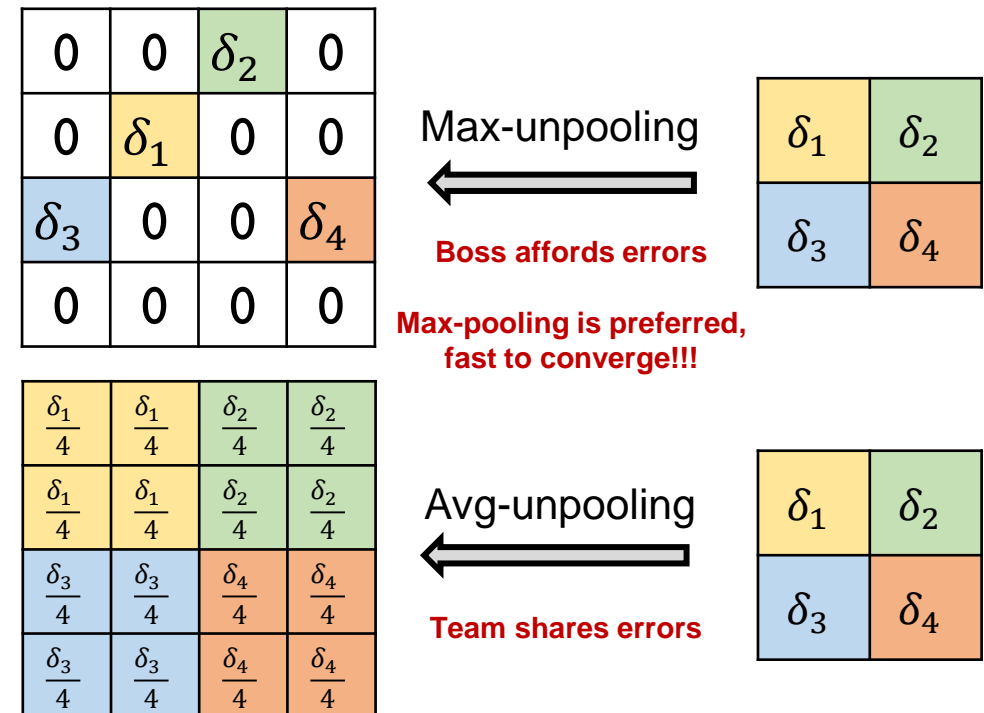 0 0 δ₂ 0
0 δ₁ 0 0
δ₃ 0 0 δ₄
0 0 0 0
Max-unpooling
Boss affords errors
Max-pooling is preferred,
fast to converge!!!
δ₁ δ₂
δ₃ δ₄
δ₁/4 δ₁/4 δ₂/4 δ₂/4
δ₁/4 δ₁/4 δ₂/4 δ₂/4
δ₃/4 δ₃/4 δ₄/4 δ₄/4
δ₃/4 δ₃/4 δ₄/4 δ₄/4
Avg-unpooling
Team shares errors
δ₁ δ₂
δ₃ δ₄